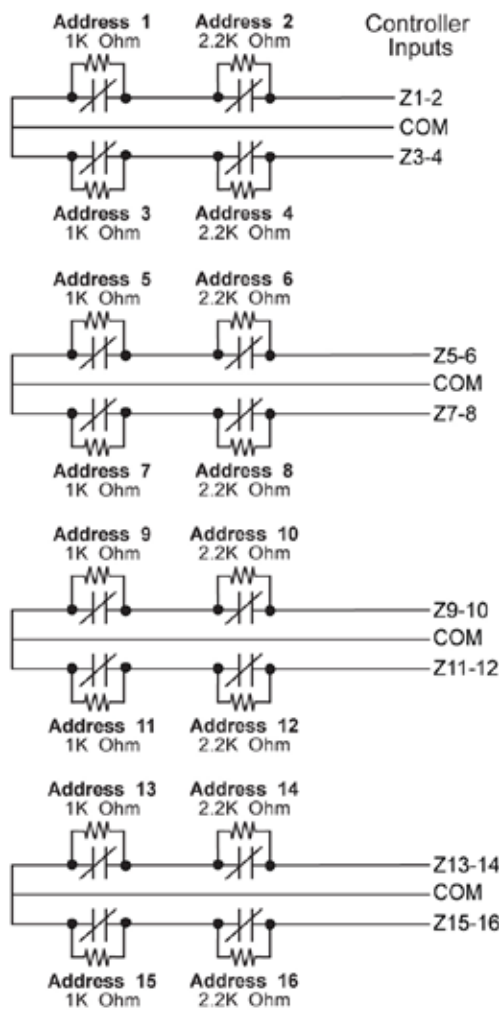 Address 1 Address 2 Controller
1K Ohm 2.2K Ohm Inputs
Z1-2
COM
Z3-4
Address 3 Address 4
1K Ohm 2.2K Ohm
Address 5 Address 6
1K Ohm 2.2K Ohm
Z5-6
COM
Z7-8
Address 7 Address 8
1K Ohm 2.2K Ohm
Address 9 Address 10
1K Ohm 2.2K Ohm
Z9-10
COM
Z11-12
Address 11 Address 12
1K Ohm 2.2K Ohm
Address 13 Address 14
1K Ohm 2.2K Ohm
Z13-14
COM
Z15-16
Address 15 Address 16
1K Ohm 2.2K Ohm